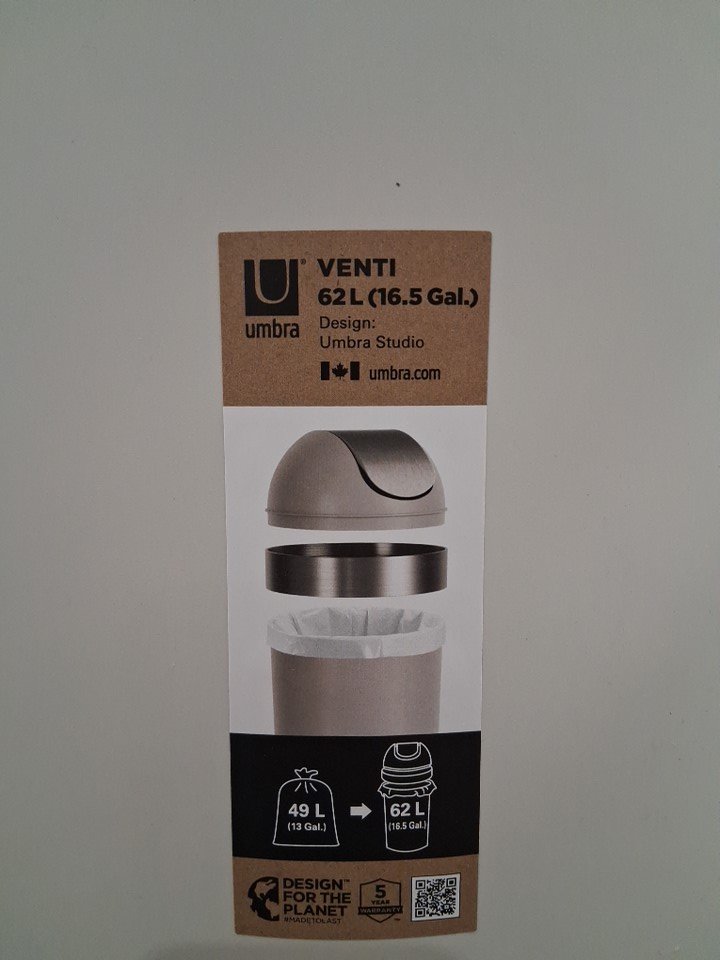 U®
umbra
VENTI
62 L (16.5 Gal.)
Design:
Umbra Studio
umbra.com
49 L
(13 Gal.)
62 L
(16.5 Gal.)
DESIGN™
FOR THE
PLANET
#MADETOLAST
5
YEAR
WARRANTY